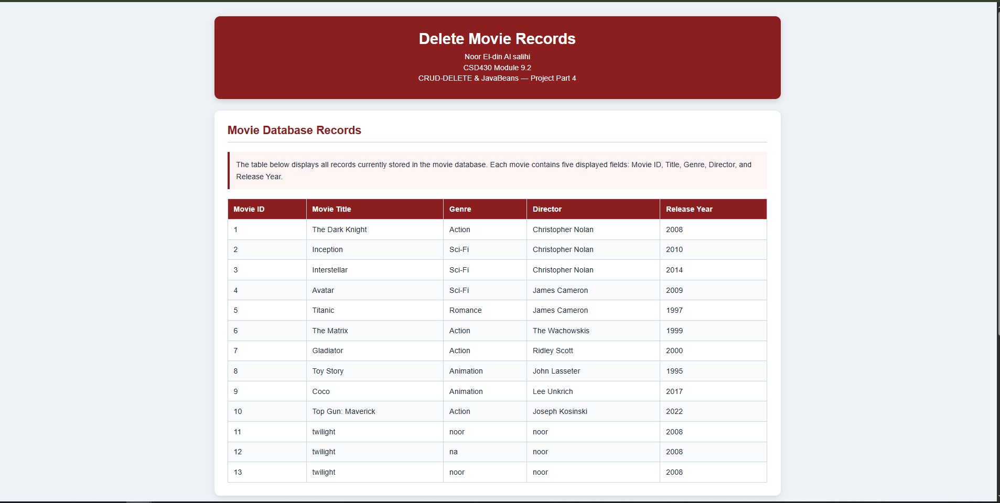 Delete Movie Records
Noor El-din Al salihi
CSD430 Module 9.2
CRUD-DELETE & JavaBeans — Project Part 4
Movie Database Records
The table below displays all records currently stored in the movie database. Each movie contains five displayed fields: Movie ID, Title, Genre, Director, and
Release Year.
Movie ID Movie Title Genre Director Release Year
1 The Dark Knight Action Christopher Nolan 2008
2 Inception Sci-Fi Christopher Nolan 2010
3 Interstellar Sci-Fi Christopher Nolan 2014
4 Avatar Sci-Fi James Cameron 2009
5 Titanic Romance James Cameron 1997
6 The Matrix Action The Wachowskis 1999
7 Gladiator Action Ridley Scott 2000
8 Toy Story Animation John Lasseter 1995
9 Coco Animation Lee Unkrich 2017
10 Top Gun: Maverick Action Joseph Kosinski 2022
11 twilight noor noor 2008
12 twilight na noor 2008
13 twilight noor noor 2008